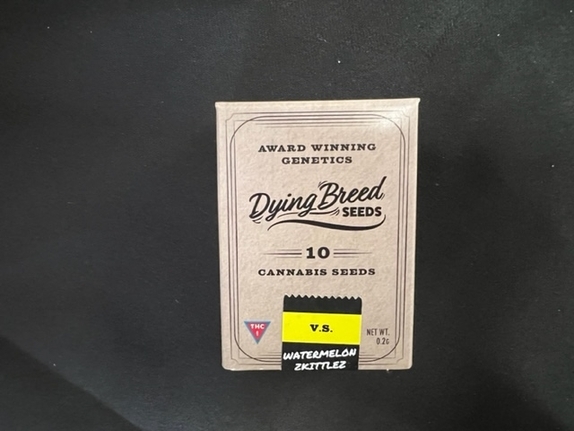 AWARD WINNING
GENETICS
Dying Breed
SEEDS
10
CANNABIS SEEDS
THC
!
V.S.
NET WT.
0.2G
WATERMELON
ZKITTLEZ